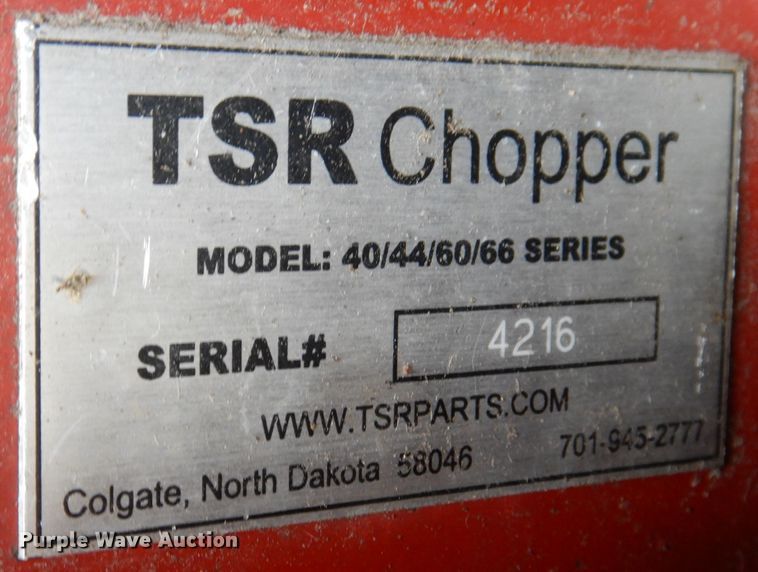 TSR Chopper
MODEL: 40/44/60/66 SERIES
SERIAL# 4216
WWW.TSRPARTS.COM
Colgate, North Dakota 58046 701-945-2777
Purple Wave Auction